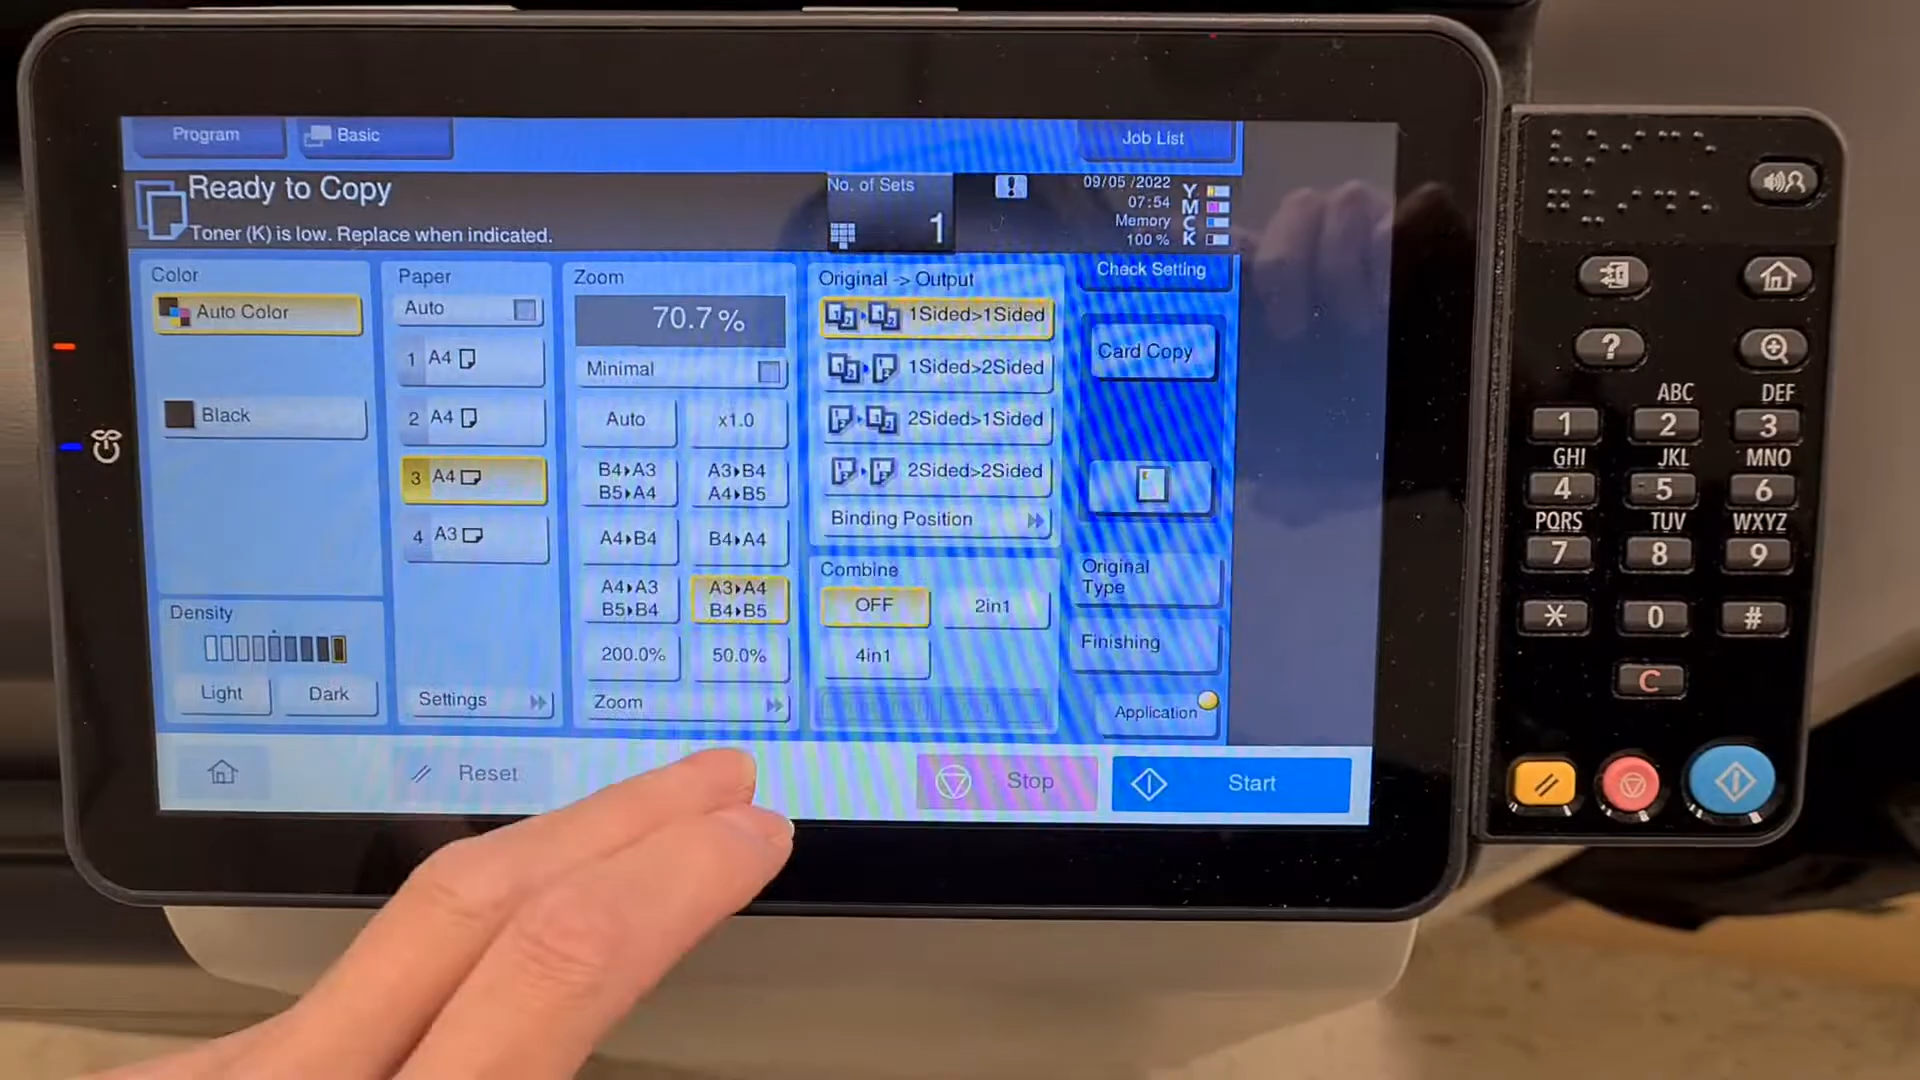 Program
Basic
Job List
Ready to Copy
Toner (K) is low. Replace when indicated.
No. of Sets
1
09/05 /2022
07:54
Memory
100 %
Y
M
C
K
Color
Auto Color
Black
Density
Light
Dark
Paper
Auto
1 A4
2 A4
3 A4
4 A3
Settings
Zoom
70.7%
Minimal
Auto
x1.0
B4▸A3
B5▸A4
A3▸B4
A4▸B5
A4▸B4
B4▸A4
A4▸A3
B5▸B4
A3▸A4
B4▸B5
200.0%
50.0%
Zoom
Original -> Output
1Sided>1Sided
1Sided>2Sided
2Sided>1Sided
2Sided>2Sided
Binding Position
Combine
OFF
2in1
4in1
Check Setting
Card Copy
Original
Type
Finishing
Application
Reset
Stop
Start
?
ABC
DEF
1
2
3
GHI
JKL
MNO
4
5
6
PQRS
TUV
WXYZ
7
8
9
*
0
#
C